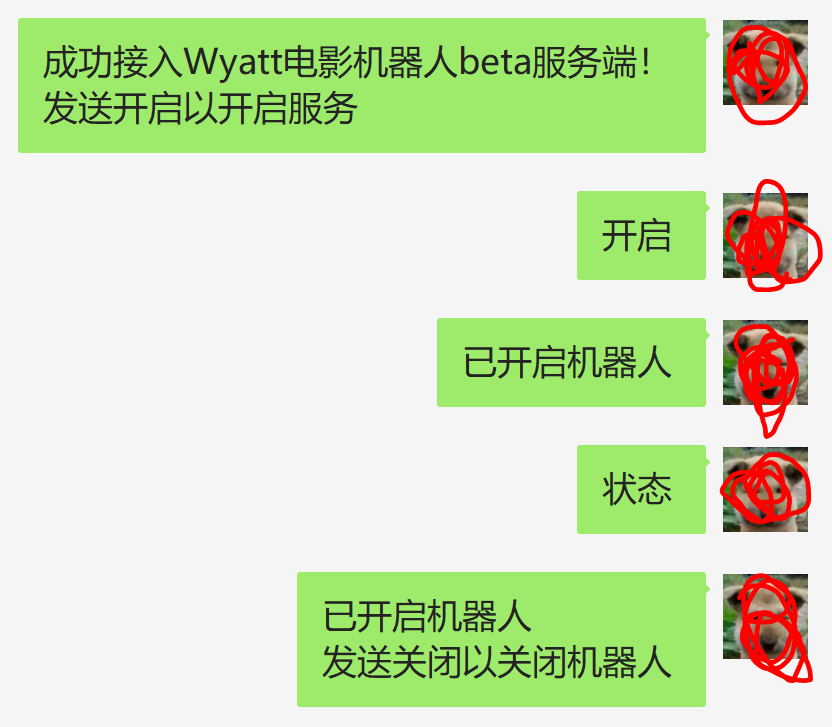 成功接入Wyatt电影机器人beta服务端！
发送开启以开启服务
开启
已开启机器人
状态
已开启机器人
发送关闭以关闭机器人